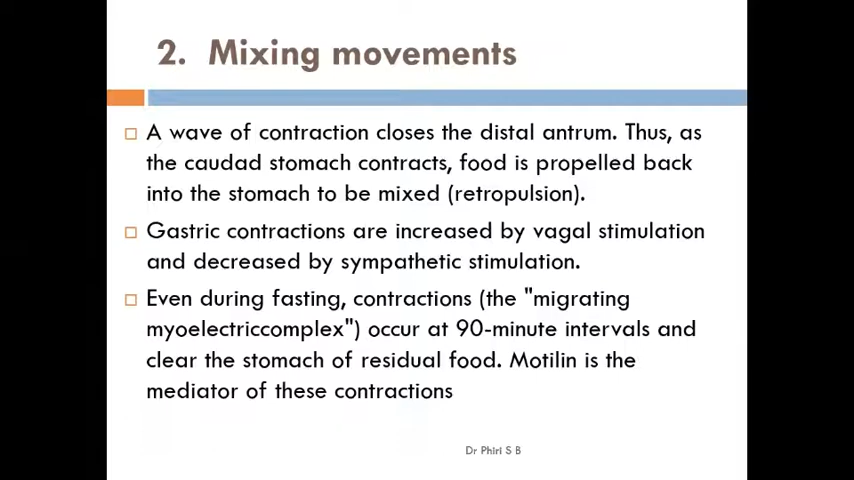 2. Mixing movements
A wave of contraction closes the distal antrum. Thus, as
the caudad stomach contracts, food is propelled back
into the stomach to be mixed (retropulsion).
Gastric contractions are increased by vagal stimulation
and decreased by sympathetic stimulation.
Even during fasting, contractions (the "migrating
myoelectriccomplex") occur at 90-minute intervals and
clear the stomach of residual food. Motilin is the
mediator of these contractions
Dr Phiri S B